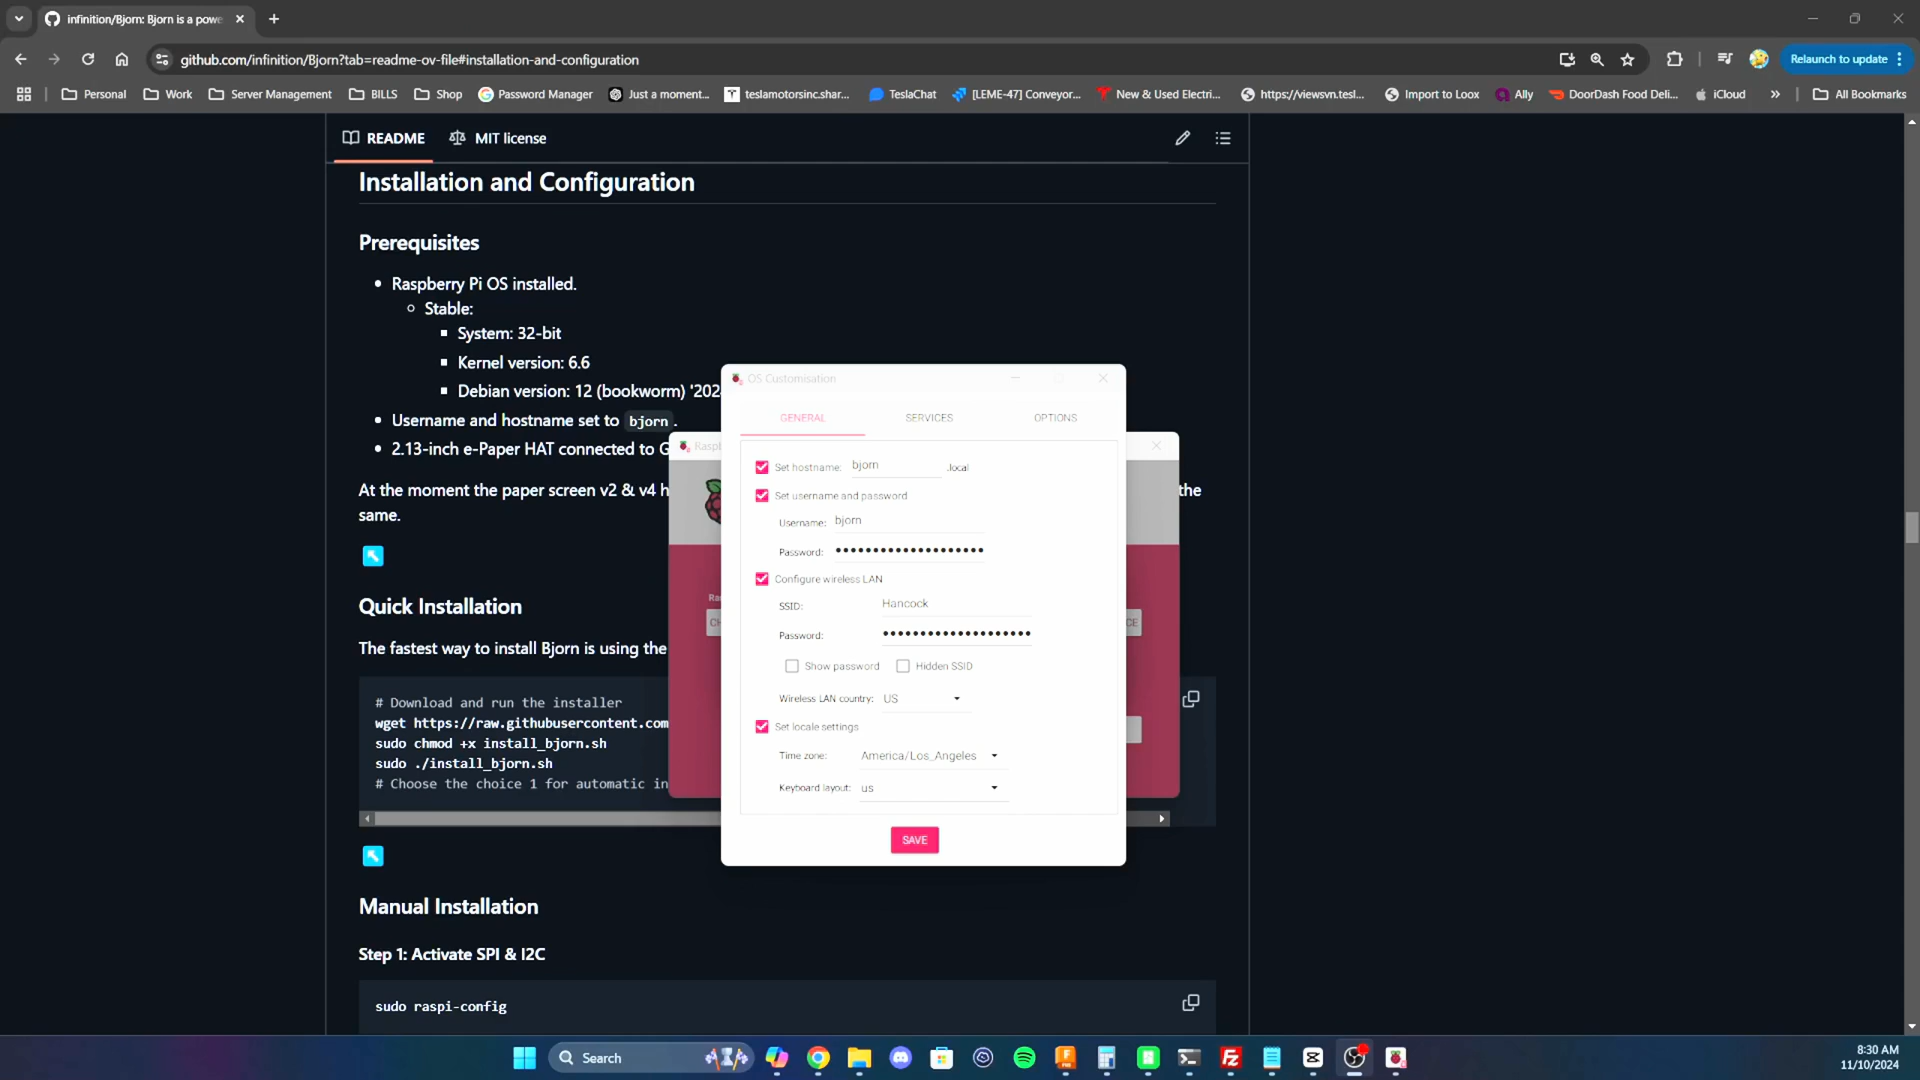 infinition/Bjorn: Bjorn is a powe
github.com/infinition/Bjorn?tab=readme-ov-file#installation-and-configuration
Relaunch to update
Personal
Work
Server Management
BILLS
Shop
Password Manager
Just a moment...
teslamotorsinc.shar...
TeslaChat
[LEME-47] Conveyor...
New & Used Electri...
https://viewsvn.tesl...
Import to Loox
Ally
DoorDash Food Deli...
iCloud
»
All Bookmarks
README
MIT license
Installation and Configuration
Prerequisites
Raspberry Pi OS installed.
Stable:
System: 32-bit
Kernel version: 6.6
Debian version: 12 (bookworm) '202
Username and hostname set to bjorn .
2.13-inch e-Paper HAT connected to G
At the moment the paper screen v2 & v4 h
the
same.
Quick Installation
The fastest way to install Bjorn is using the
# Download and run the installer
wget https://raw.githubusercontent.com
sudo chmod +x install_bjorn.sh
sudo ./install_bjorn.sh
# Choose the choice 1 for automatic in
Manual Installation
Step 1: Activate SPI & I2C
sudo raspi-config
Raspb
Ra
CH
CE
OS Customisation
GENERAL
SERVICES
OPTIONS
Set hostname: bjorn .local
Set username and password
Username: bjorn
Password: ••••••••••••••••••••
Configure wireless LAN
SSID: Hancock
Password: ••••••••••••••••••••
Show password
Hidden SSID
Wireless LAN country: US
Set locale settings
Time zone: America/Los_Angeles
Keyboard layout: us
SAVE
Search
8:30 AM
11/10/2024